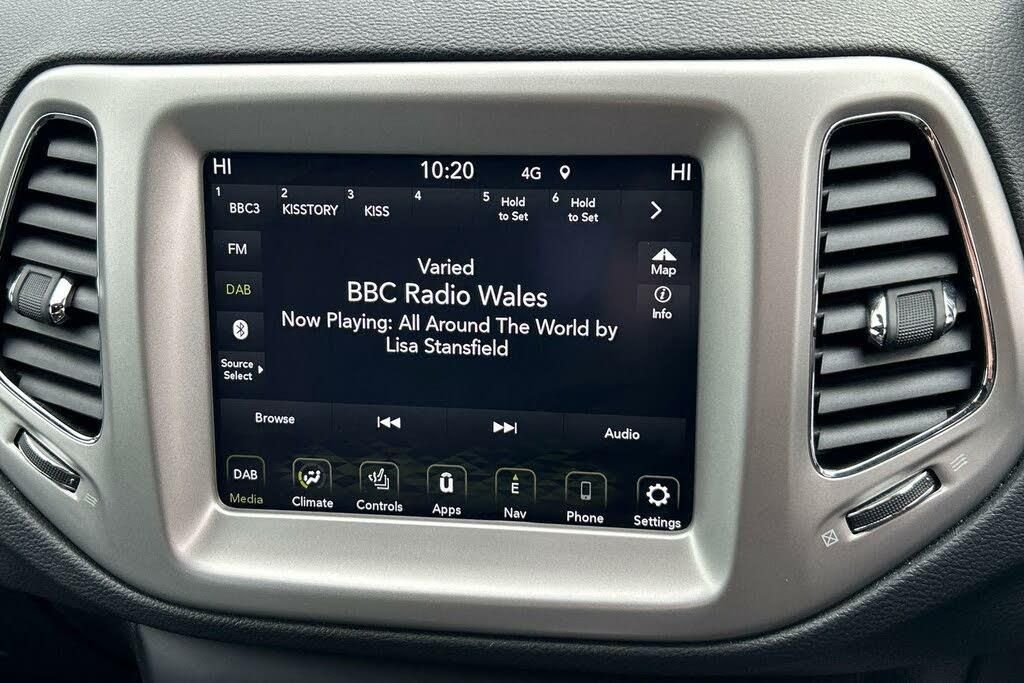 HI 10:20 4G HI
1 BBC3 2 KISSTORY 3 KISS 4 5 Hold to Set 6 Hold to Set
FM
DAB
Source
Select
Map
Info
Varied
BBC Radio Wales
Now Playing: All Around The World by
Lisa Stansfield
Browse Audio
DAB E
Media Climate Controls Apps Nav Phone Settings